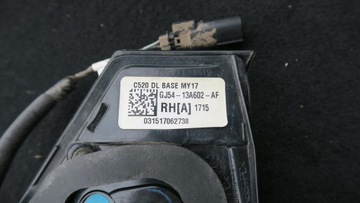 C520 DL BASE MY17
GJ54-13A602-AF
RH[A] 1715
031517062738